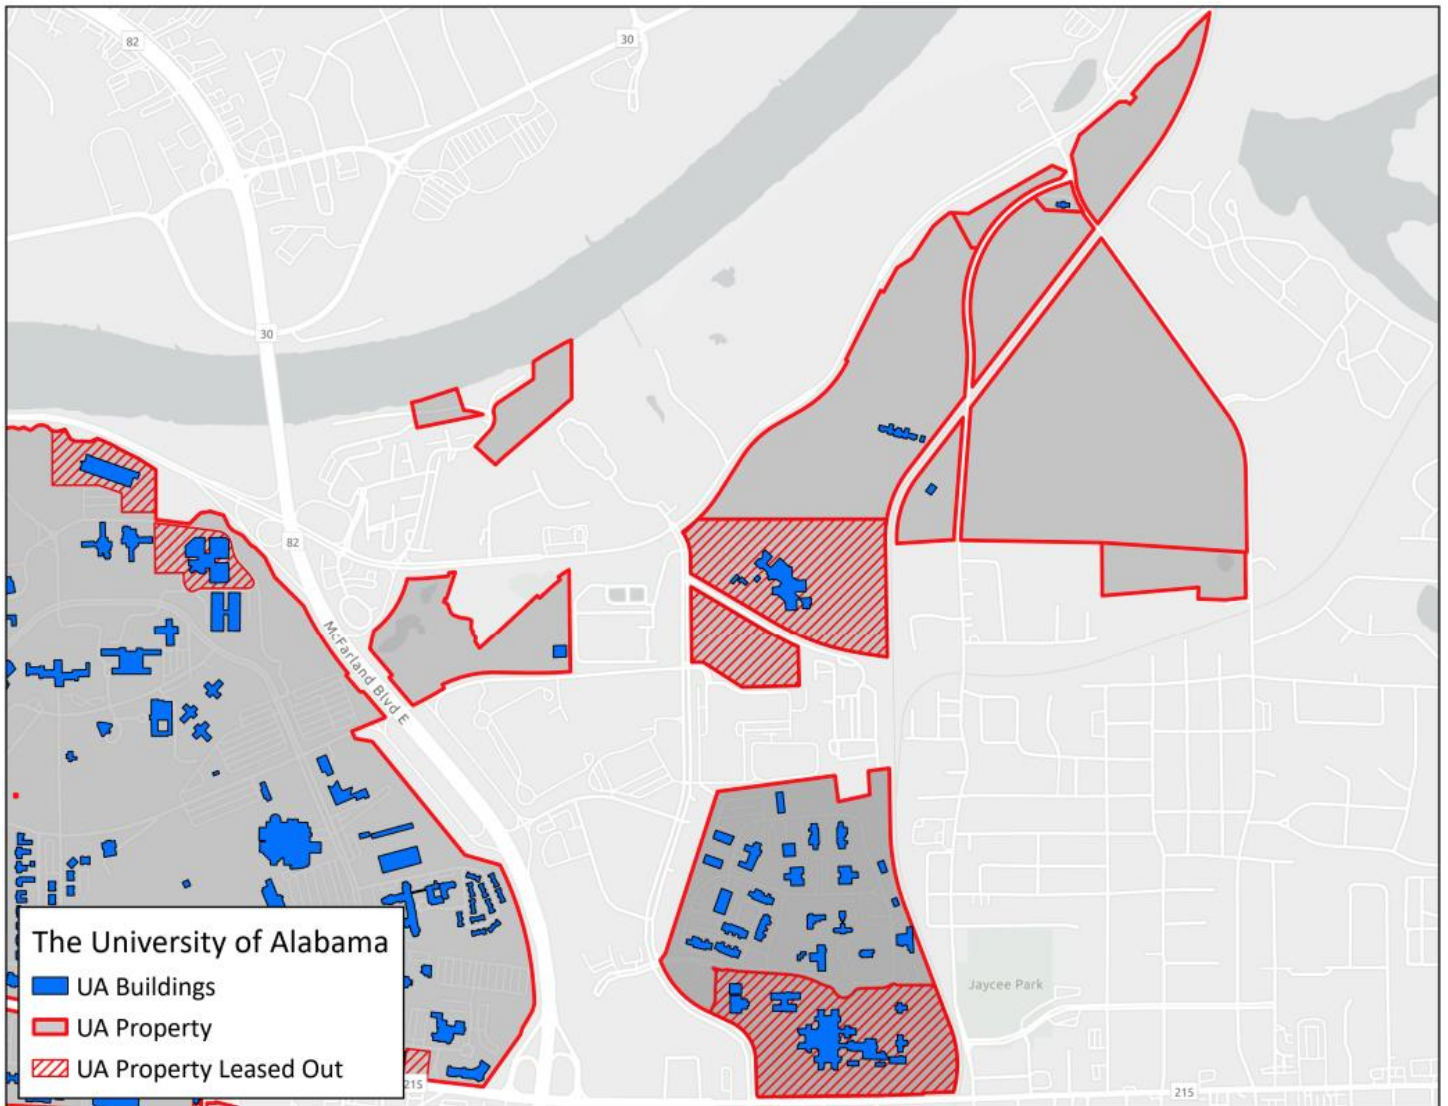 82
30
30
82
McFarland Blvd E
Jaycee Park
The University of Alabama
UA Buildings
UA Property
UA Property Leased Out
215
215